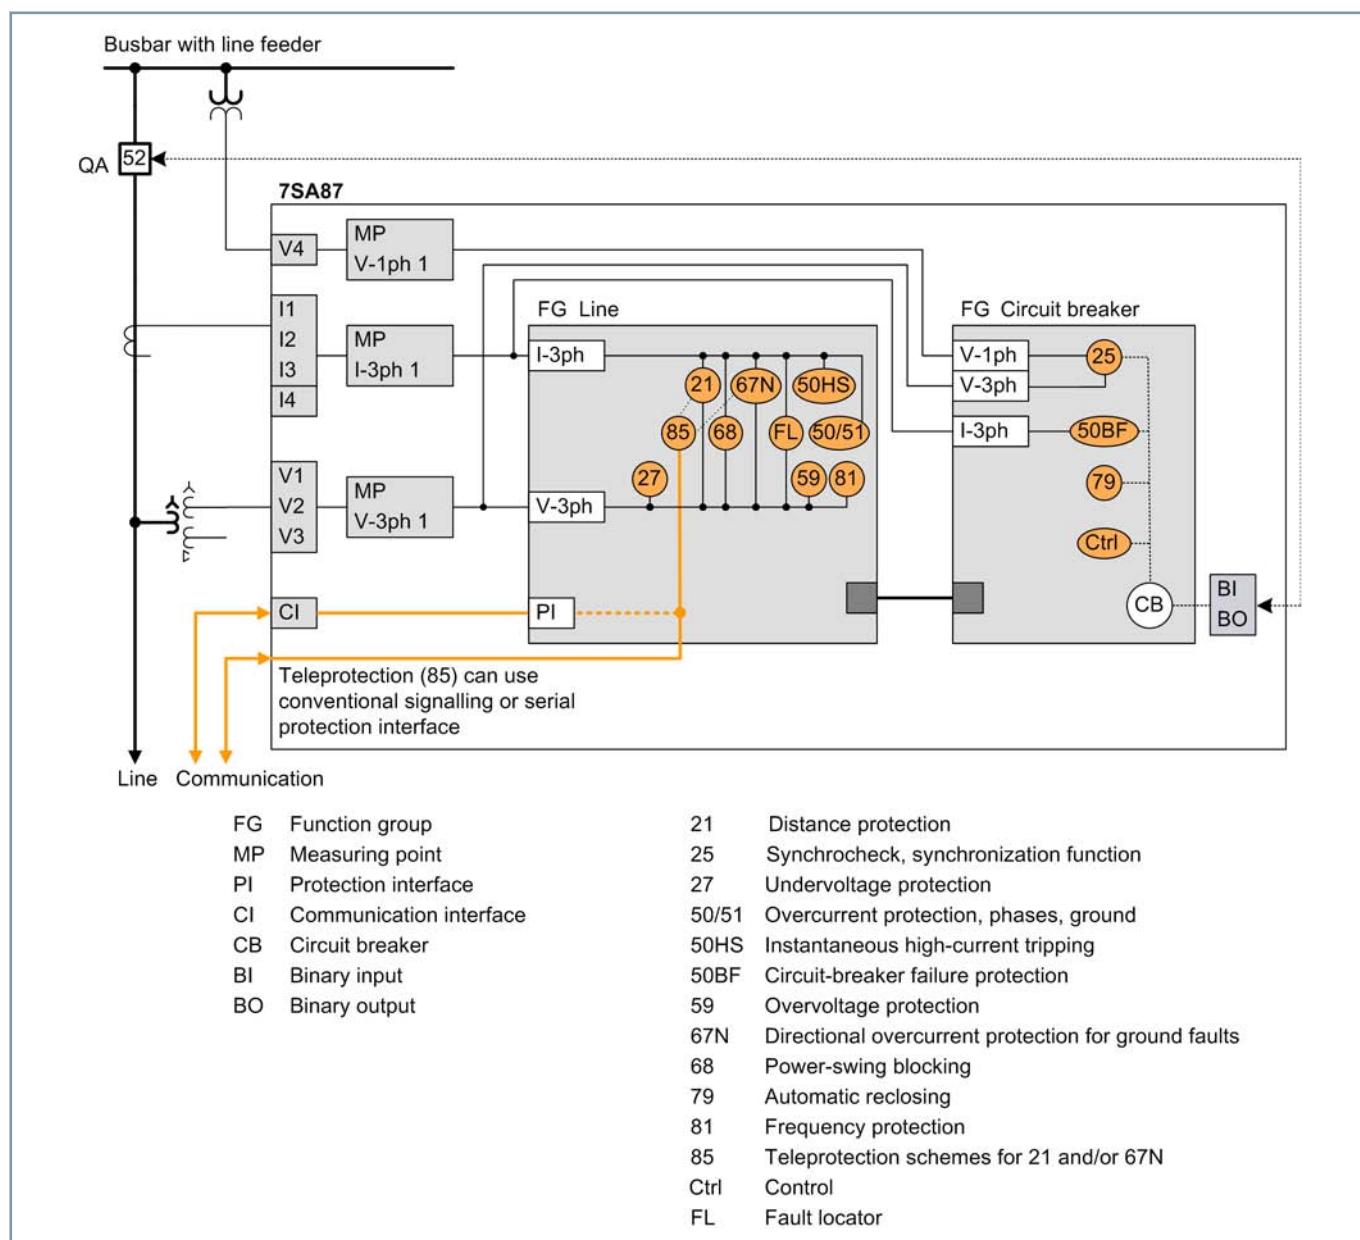 Busbar with line feeder
QA
52
7SA87
V4
MP
V-1ph 1
I1
I2
I3
I4
MP
I-3ph 1
V1
V2
V3
MP
V-3ph 1
CI
FG Line
I-3ph
21
67N
50HS
85
68
FL
50/51
27
59
81
V-3ph
PI
FG Circuit breaker
V-1ph
25
V-3ph
I-3ph
50BF
79
Ctrl
CB
BI
BO
Teleprotection (85) can use
conventional signalling or serial
protection interface
Line
Communication
FG Function group
MP Measuring point
PI Protection interface
CI Communication interface
CB Circuit breaker
BI Binary input
BO Binary output
21 Distance protection
25 Synchrocheck, synchronization function
27 Undervoltage protection
50/51 Overcurrent protection, phases, ground
50HS Instantaneous high-current tripping
50BF Circuit-breaker failure protection
59 Overvoltage protection
67N Directional overcurrent protection for ground faults
68 Power-swing blocking
79 Automatic reclosing
81 Frequency protection
85 Teleprotection schemes for 21 and/or 67N
Ctrl Control
FL Fault locator